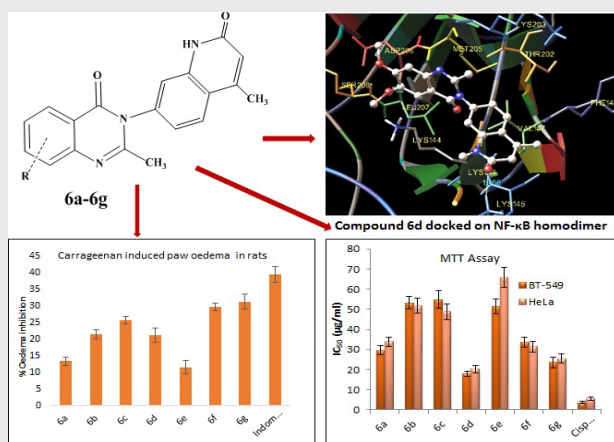 O
HN
O
CH3
N
N
CH3
R
6a-6g
YS203
ASP206
MET205
THR202
SER208
LEU207
LYS144
VAL
LYS
LYS145
Compound 6d docked on NF-κB homodimer
Carrageenan induced paw oedema in rats
% Oedema inhibition
45
40
35
30
25
20
15
10
5
0
6a
6b
6c
6d
6e
6f
6g
Indom...
MTT Assay
BT-549
HeLa
IC50 (µg/ml)
80
70
60
50
40
30
20
10
0
6a
6b
6c
6d
6e
6f
6g
Cisp...